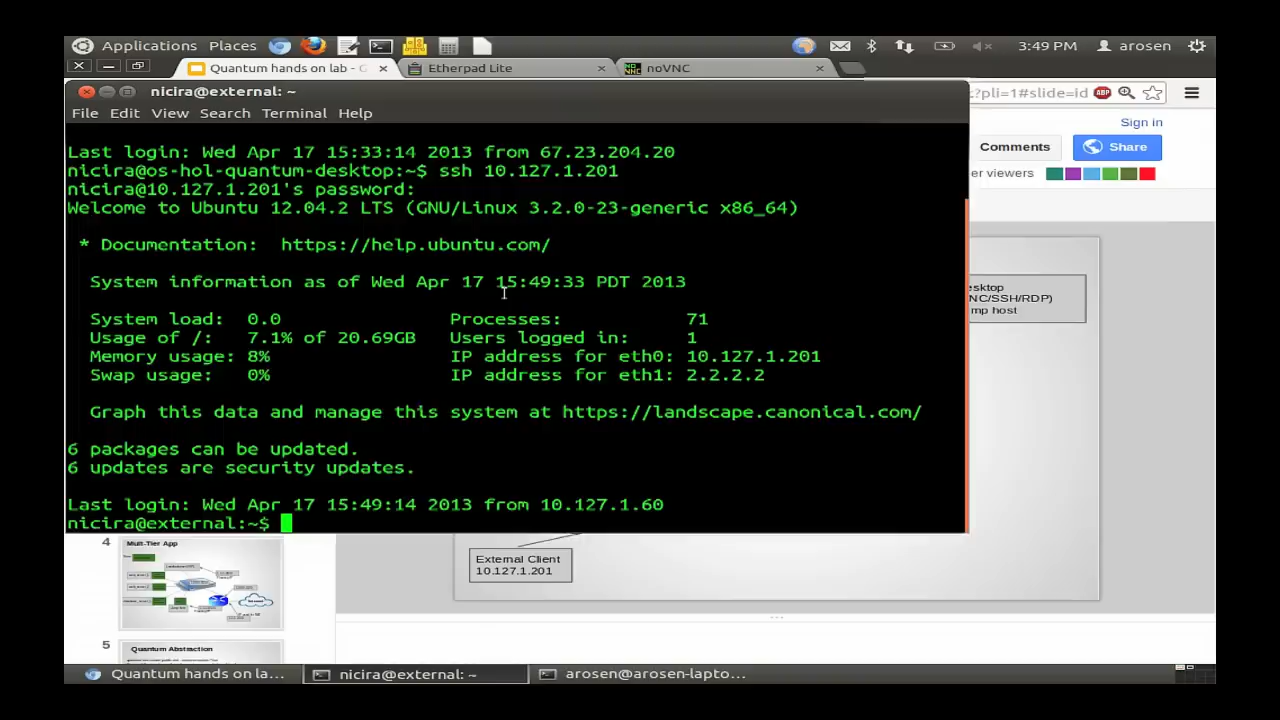 Applications Places 3:49 PM arosen
Quantum hands on lab - G Etherpad Lite noVNC
nicira@external: ~
?pli=1#slide=id ABP
File Edit View Search Terminal Help
Sign in
Comments Share
er viewers
Last login: Wed Apr 17 15:33:14 2013 from 67.23.204.20
nicira@os-hol-quantum-desktop:~$ ssh 10.127.1.201
nicira@10.127.1.201's password:
Welcome to Ubuntu 12.04.2 LTS (GNU/Linux 3.2.0-23-generic x86_64)
* Documentation: https://help.ubuntu.com/
System information as of Wed Apr 17 15:49:33 PDT 2013
System load: 0.0 Processes: 71
Usage of /: 7.1% of 20.69GB Users logged in: 1
Memory usage: 8% IP address for eth0: 10.127.1.201
Swap usage: 0% IP address for eth1: 2.2.2.2
Graph this data and manage this system at https://landscape.canonical.com/
6 packages can be updated.
6 updates are security updates.
Last login: Wed Apr 17 15:49:14 2013 from 10.127.1.60
nicira@external:~$
esktop
NC/SSH/RDP)
mp host
External Client
10.127.1.201
4 Multi-Tier App
5 Quantum Abstraction
Quantum hands on la... nicira@external: ~ arosen@arosen-lapto...